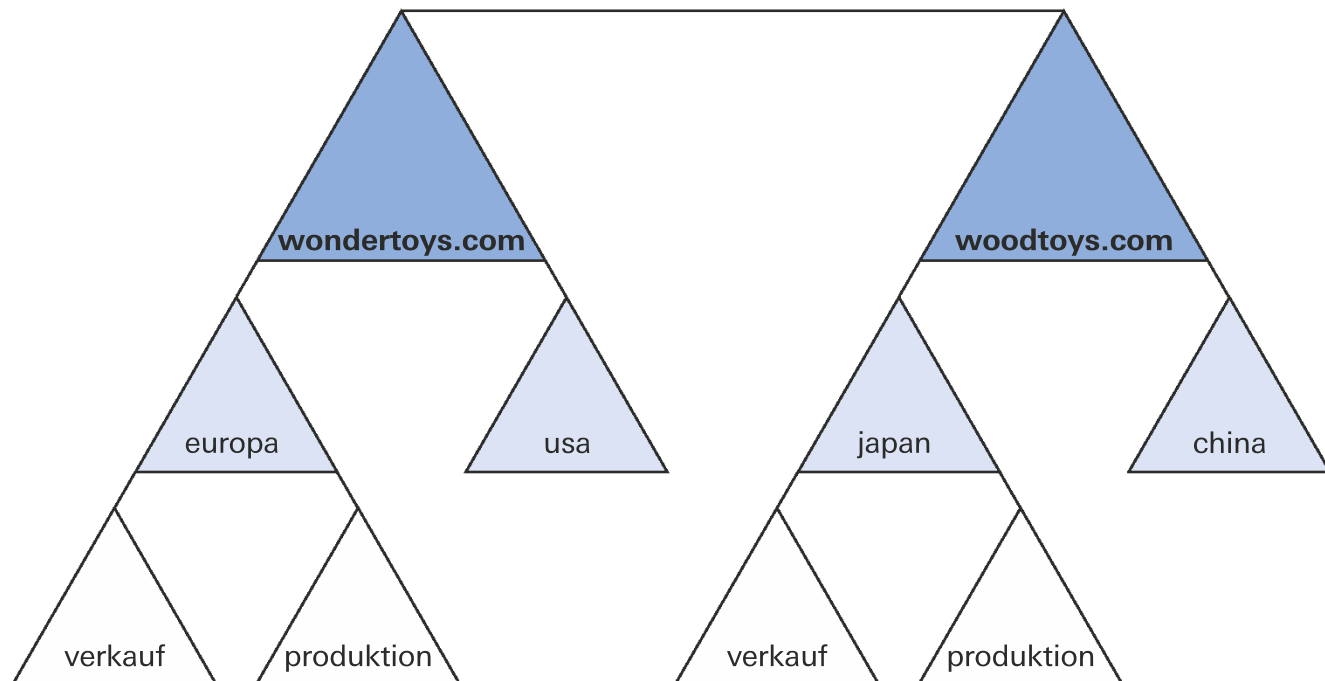 wondertoys.com
woodtoys.com
europa
usa
japan
china
verkauf
produktion
verkauf
produktion